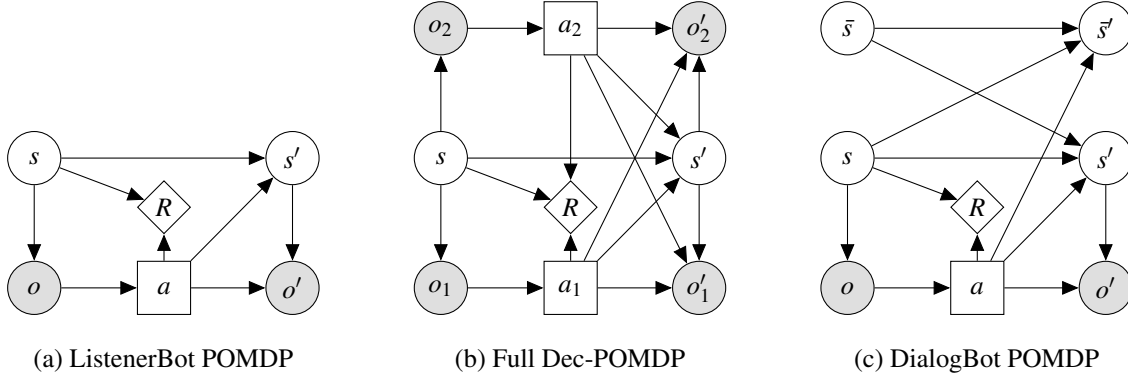 o₂ a₂ o′₂ s̄ s̄′
s s′ s s′ s s′
R R R
o a o′ o₁ a₁ o′₁ o a o′
(a) ListenerBot POMDP (b) Full Dec-POMDP (c) DialogBot POMDP